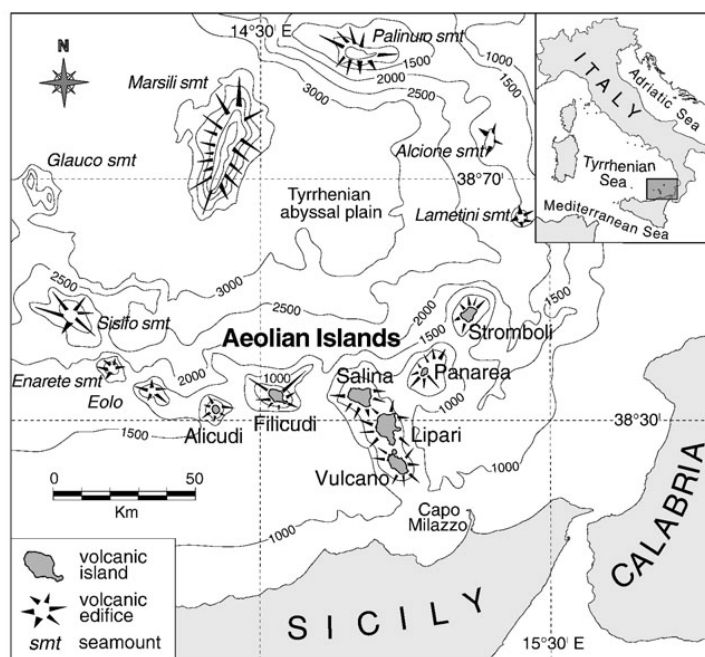 14°30' E
Palinuro smt
1000
1500
1500
2000
2500
3000
N
Marsili smt
Glauco smt
Alcione smt
38°70'
Lametini smt
Tyrrhenian
abyssal plain
ITALY
Adriatic Sea
Tyrrhenian
Sea
Mediterranean Sea
2500
3000
2500
2000
1500
1500
Sisifo smt
Aeolian Islands
Stromboli
Enarete smt
2000
1000
Salina
Panarea
Eolo
1000
1500
Alicudi
Filicudi
Lipari
38°30'
Vulcano
1000
0
50
Km
1000
Capo
Milazzo
CALABRIA
SICILY
15°30' E
volcanic
island
volcanic
edifice
smt
seamount